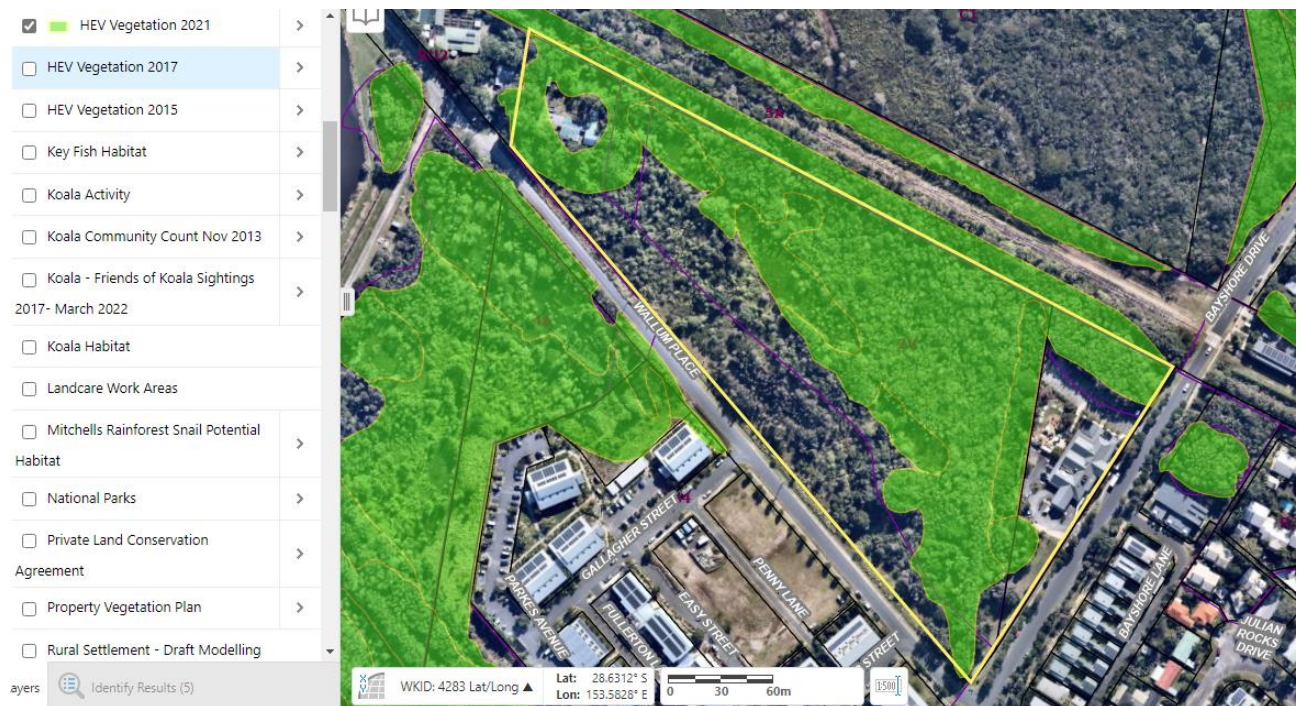 HEV Vegetation 2021
HEV Vegetation 2017
HEV Vegetation 2015
Key Fish Habitat
Koala Activity
Koala Community Count Nov 2013
Koala - Friends of Koala Sightings
2017- March 2022
Koala Habitat
Landcare Work Areas
Mitchells Rainforest Snail Potential
Habitat
National Parks
Private Land Conservation
Agreement
Property Vegetation Plan
Rural Settlement - Draft Modelling
ayers
Identify Results (5)
BAYSHORE DRIVE
WALLUM PLACE
GALLAGHER STREET
PARKES AVENUE
EASY STREET
PENNY LANE
STREET
BAYSHORE LANE
JULIAN
ROCKS
DRIVE
WKID: 4283 Lat/Long ▲
Lat: 28.6312° S
Lon: 153.5828° E
0 30 60m
1:500